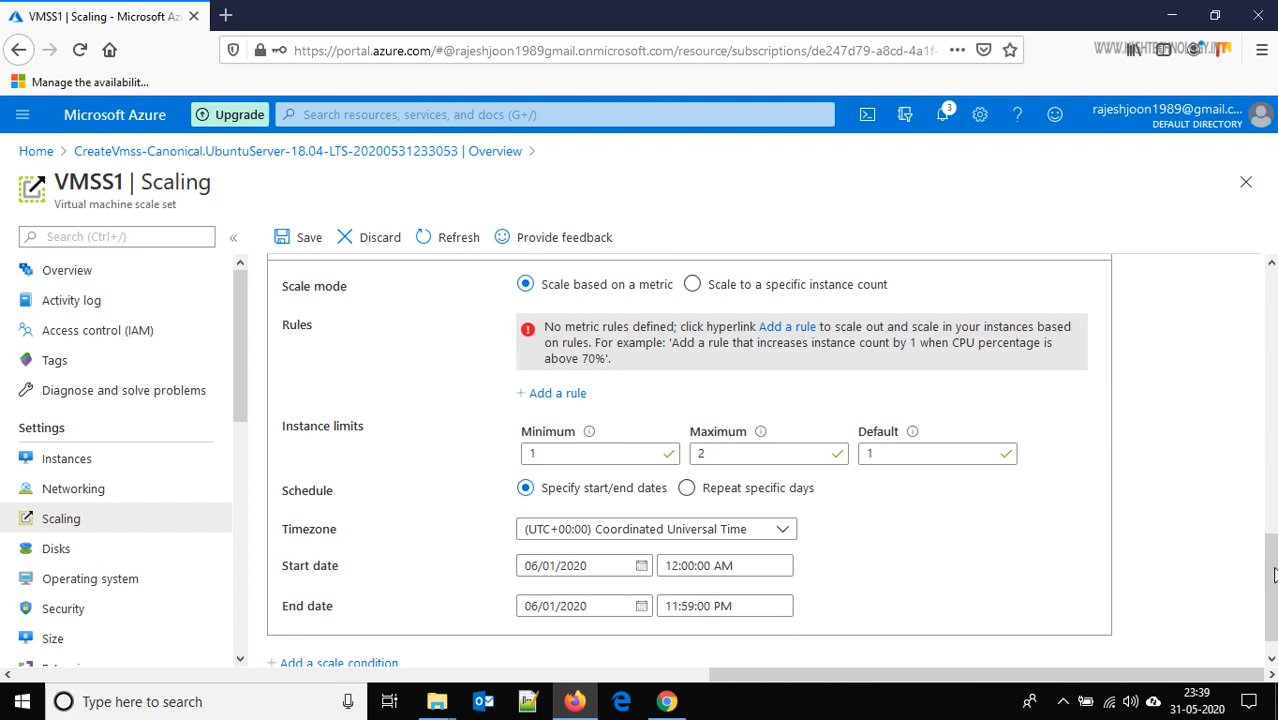 VMSS1 | Scaling - Microsoft Az
https://portal.azure.com/#@rajeshjoon1989gmail.onmicrosoft.com/resource/subscriptions/de247d79-a8cd-4a1f-
Manage the availabilit...
Microsoft Azure
Upgrade
Search resources, services, and docs (G+/)
3
rajeshjoon1989@gmail.c...
DEFAULT DIRECTORY
Home > CreateVmss-Canonical.UbuntuServer-18.04-LTS-20200531233053 | Overview >
VMSS1 | Scaling
Virtual machine scale set
Search (Ctrl+/)
«
Save
Discard
Refresh
Provide feedback
Overview
Activity log
Access control (IAM)
Tags
Diagnose and solve problems
Settings
Instances
Networking
Scaling
Disks
Operating system
Security
Size
Scale mode
Scale based on a metric
Scale to a specific instance count
Rules
No metric rules defined; click hyperlink Add a rule to scale out and scale in your instances based
on rules. For example: 'Add a rule that increases instance count by 1 when CPU percentage is
above 70%'.
+ Add a rule
Instance limits
Minimum
Maximum
Default
1
2
1
Schedule
Specify start/end dates
Repeat specific days
Timezone
(UTC+00:00) Coordinated Universal Time
Start date
06/01/2020
12:00:00 AM
End date
06/01/2020
11:59:00 PM
+ Add a scale condition
Type here to search
23:39
31-05-2020